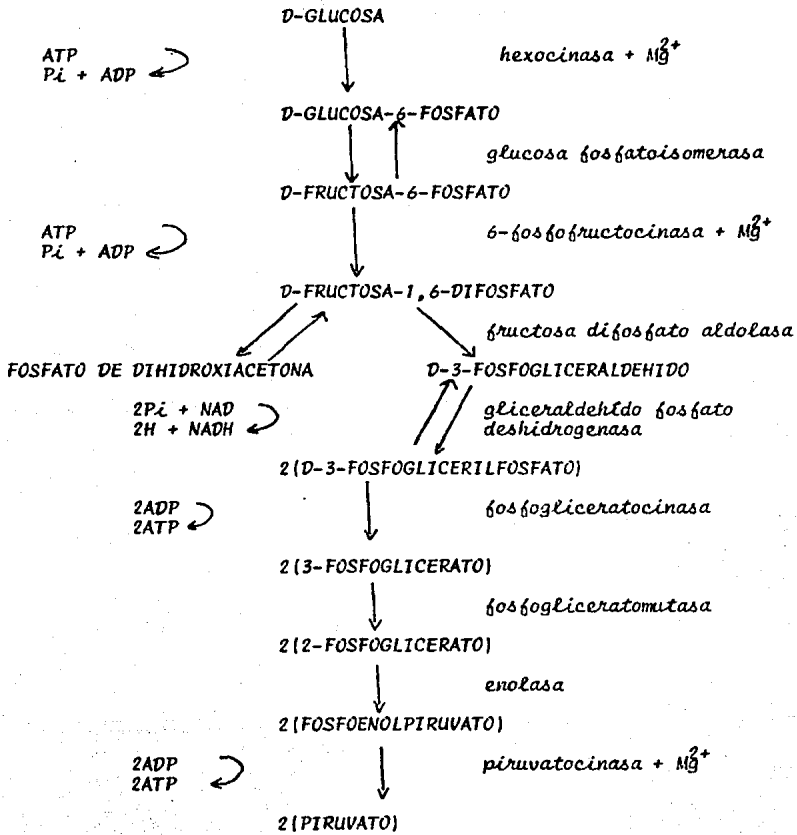 D-GLUCOSA
ATP
Pi + ADP
hexocinasa + Mg2+
D-GLUCOSA-6-FOSFATO
glucosa fosfatoisomerasa
D-FRUCTOSA-6-FOSFATO
ATP
Pi + ADP
6-fosfofructocinasa + Mg2+
D-FRUCTOSA-1,6-DIFOSFATO
fructosa difosfato aldolasa
FOSFATO DE DIHIDROXIACETONA
D-3-FOSFOGLICERALDEHIDO
2Pi + NAD
2H + NADH
gliceraldehído fosfato
deshidrogenasa
2(D-3-FOSFOGLICERILFOSFATO)
2ADP
2ATP
fosfogliceratocinasa
2(3-FOSFOGLICERATO)
fosfogliceratomutasa
2(2-FOSFOGLICERATO)
enolasa
2(FOSFOENOLPIRUVATO)
2ADP
2ATP
piruvatocinasa + Mg2+
2(PIRUVATO)